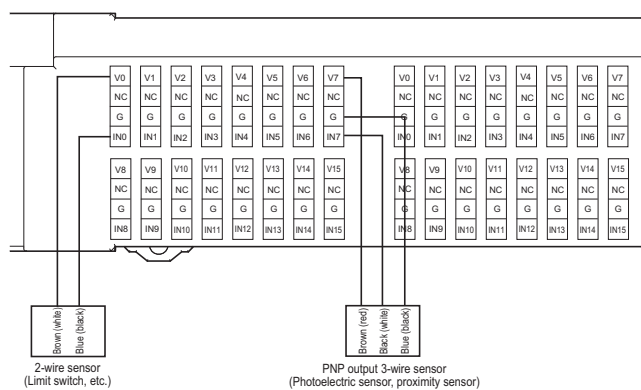 V0 V1 V2 V3 V4 V5 V6 V7 V0 V1 V2 V3 V4 V5 V6 V7
NC NC NC NC NC NC NC NC NC NC NC NC NC NC NC NC
G G G G G G G G G G G G G G G G
IN0 IN1 IN2 IN3 IN4 IN5 IN6 IN7 IN0 IN1 IN2 IN3 IN4 IN5 IN6 IN7
V8 V9 V10 V11 V12 V13 V14 V15 V8 V9 V10 V11 V12 V13 V14 V15
NC NC NC NC NC NC NC NC NC NC NC NC NC NC NC NC
G G G G G G G G G G G G G G G G
IN8 IN9 IN10 IN11 IN12 IN13 IN14 IN15 IN8 IN9 IN10 IN11 IN12 IN13 IN14 IN15
Brown (white)
Blue (black)
2-wire sensor
(Limit switch, etc.)
Brown (red)
Black (white)
Blue (black)
PNP output 3-wire sensor
(Photoelectric sensor, proximity sensor)